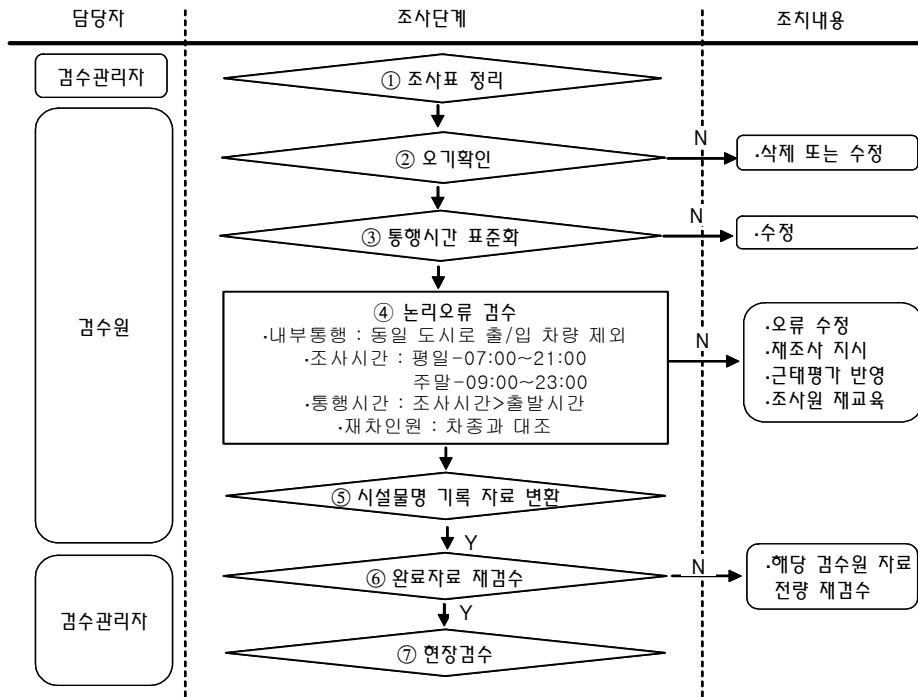 담당자 조사단계 조치내용
검수관리자
① 조사표 정리
② 오기확인
N
·삭제 또는 수정
③ 통행시간 표준화
N
·수정
검수원
④ 논리오류 검수
·내부통행 : 동일 도시로 출/입 차량 제외
·조사시간 : 평일-07:00~21:00
주말-09:00~23:00
·통행시간 : 조사시간>출발시간
·재차인원 : 차종과 대조
N
·오류 수정
·재조사 지시
·근태평가 반영
·조사원 재교육
⑤ 시설물명 기록 자료 변환
Y
검수관리자
⑥ 완료자료 재검수
N
·해당 검수원 자료
전량 재검수
Y
⑦ 현장검수